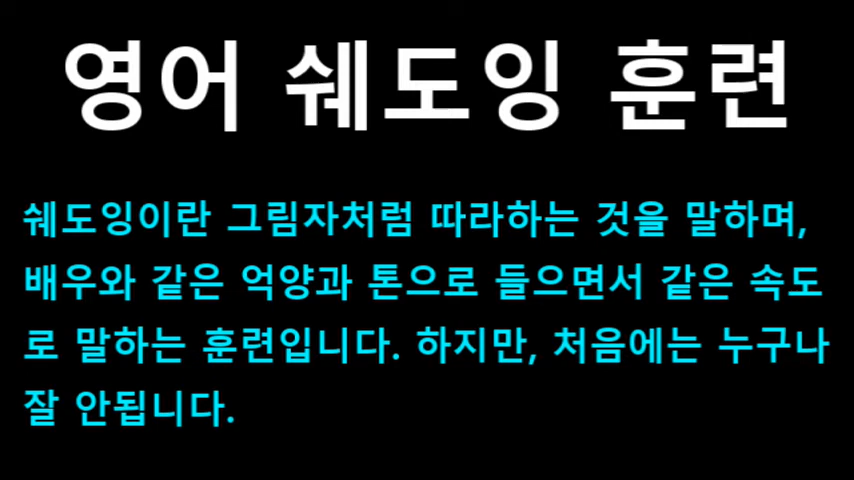 영어 쉐도잉 훈련
쉐도잉이란 그림자처럼 따라하는 것을 말하며,
배우와 같은 억양과 톤으로 들으면서 같은 속도
로 말하는 훈련입니다. 하지만, 처음에는 누구나
잘 안됩니다.